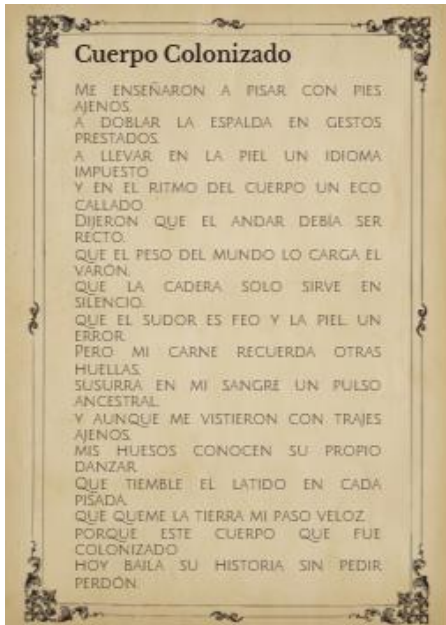 Cuerpo Colonizado
ME ENSEÑARON A PISAR CON PIES
AJENOS,
A DOBLAR LA ESPALDA EN GESTOS
PRESTADOS,
A LLEVAR EN LA PIEL UN IDIOMA
IMPUESTO
Y EN EL RITMO DEL CUERPO UN ECO
CALLADO.
DIJERON QUE EL ANDAR DEBÍA SER
RECTO,
QUE EL PESO DEL MUNDO LO CARGA EL
VARÓN,
QUE LA CADERA SOLO SIRVE EN
SILENCIO,
QUE EL SUDOR ES FEO Y LA PIEL, UN
ERROR.
PERO MI CARNE RECUERDA OTRAS
HUELLAS,
SUSURRA EN MI SANGRE UN PULSO
ANCESTRAL,
Y AUNQUE ME VISTIERON CON TRAJES
AJENOS,
MIS HUESOS CONOCEN SU PROPIO
DANZAR.
QUE TIEMBLE EL LATIDO EN CADA
PISADA,
QUE QUEME LA TIERRA MI PASO VELOZ,
PORQUE ESTE CUERPO QUE FUE
COLONIZADO
HOY BAILA SU HISTORIA SIN PEDIR
PERDÓN.